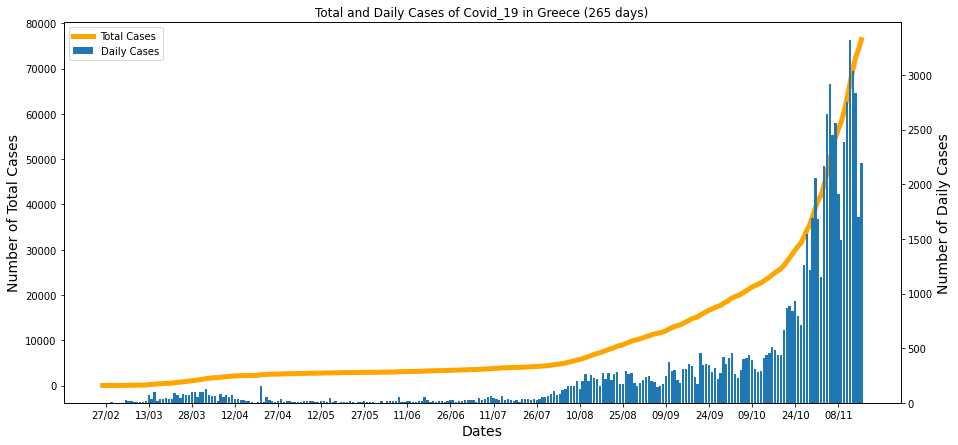 Total and Daily Cases of Covid_19 in Greece (265 days)
Total Cases
Daily Cases
Number of Total Cases
80000
70000
60000
50000
40000
30000
20000
10000
0
Number of Daily Cases
3000
2500
2000
1500
1000
500
0
27/02 13/03 28/03 12/04 27/04 12/05 27/05 11/06 26/06 11/07 26/07 10/08 25/08 09/09 24/09 09/10 24/10 08/11
Dates